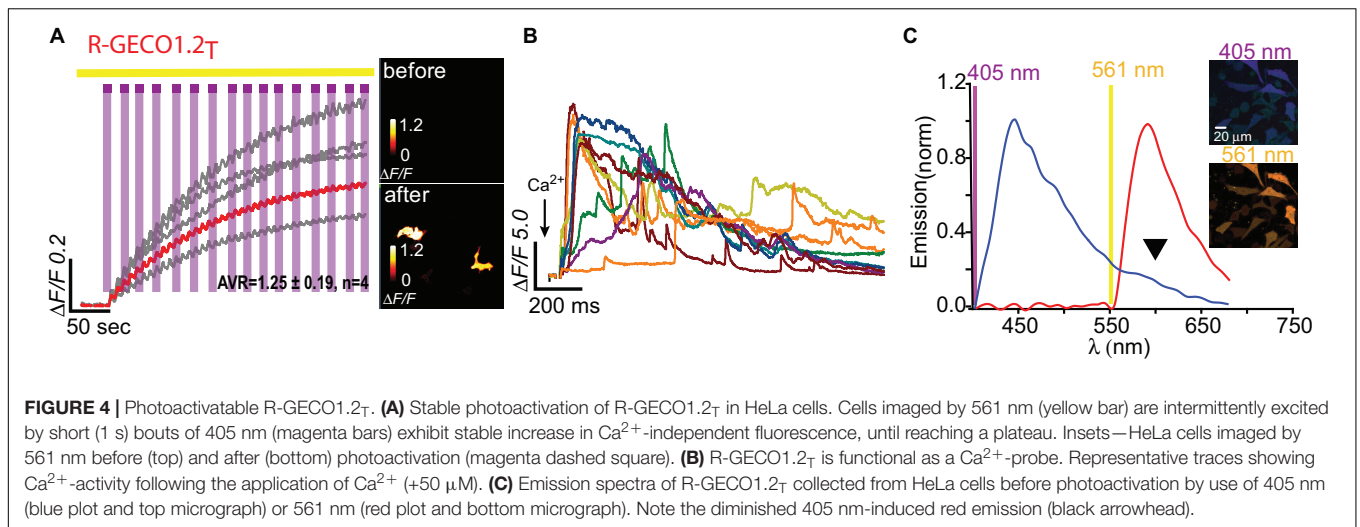 A
R-GECO1.2T
before
1.2
0
ΔF/F
after
1.2
0
ΔF/F
AVR=1.25 ± 0.19, n=4
ΔF/F 0.2
50 sec
B
Ca2+
ΔF/F 5.0
200 ms
C
405 nm
561 nm
405 nm
20 μm
561 nm
Emission(norm)
1.2
0.8
0.4
0.0
450
550
650
750
λ (nm)
FIGURE 4 | Photoactivatable R-GECO1.2T. (A) Stable photoactivation of R-GECO1.2T in HeLa cells. Cells imaged by 561 nm (yellow bar) are intermittently excited
by short (1 s) bouts of 405 nm (magenta bars) exhibit stable increase in Ca2+-independent fluorescence, until reaching a plateau. Insets—HeLa cells imaged by
561 nm before (top) and after (bottom) photoactivation (magenta dashed square). (B) R-GECO1.2T is functional as a Ca2+-probe. Representative traces showing
Ca2+-activity following the application of Ca2+ (+50 μM). (C) Emission spectra of R-GECO1.2T collected from HeLa cells before photoactivation by use of 405 nm
(blue plot and top micrograph) or 561 nm (red plot and bottom micrograph). Note the diminished 405 nm-induced red emission (black arrowhead).